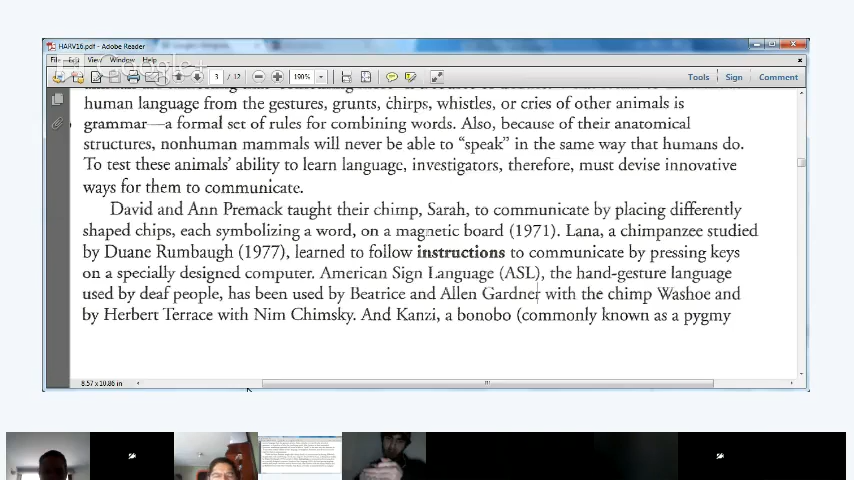 HARV16.pdf - Adobe Reader
File Edit View Window Help
Google+
3 / 12
190%
Tools Sign Comment
human language from the gestures, grunts, chirps, whistles, or cries of other animals is
grammar—a formal set of rules for combining words. Also, because of their anatomical
structures, nonhuman mammals will never be able to “speak” in the same way that humans do.
To test these animals’ ability to learn language, investigators, therefore, must devise innovative
ways for them to communicate.
David and Ann Premack taught their chimp, Sarah, to communicate by placing differently
shaped chips, each symbolizing a word, on a magnetic board (1971). Lana, a chimpanzee studied
by Duane Rumbaugh (1977), learned to follow instructions to communicate by pressing keys
on a specially designed computer. American Sign Language (ASL), the hand-gesture language
used by deaf people, has been used by Beatrice and Allen Gardner with the chimp Washoe and
by Herbert Terrace with Nim Chimsky. And Kanzi, a bonobo (commonly known as a pygmy
8.57 x 10.86 in